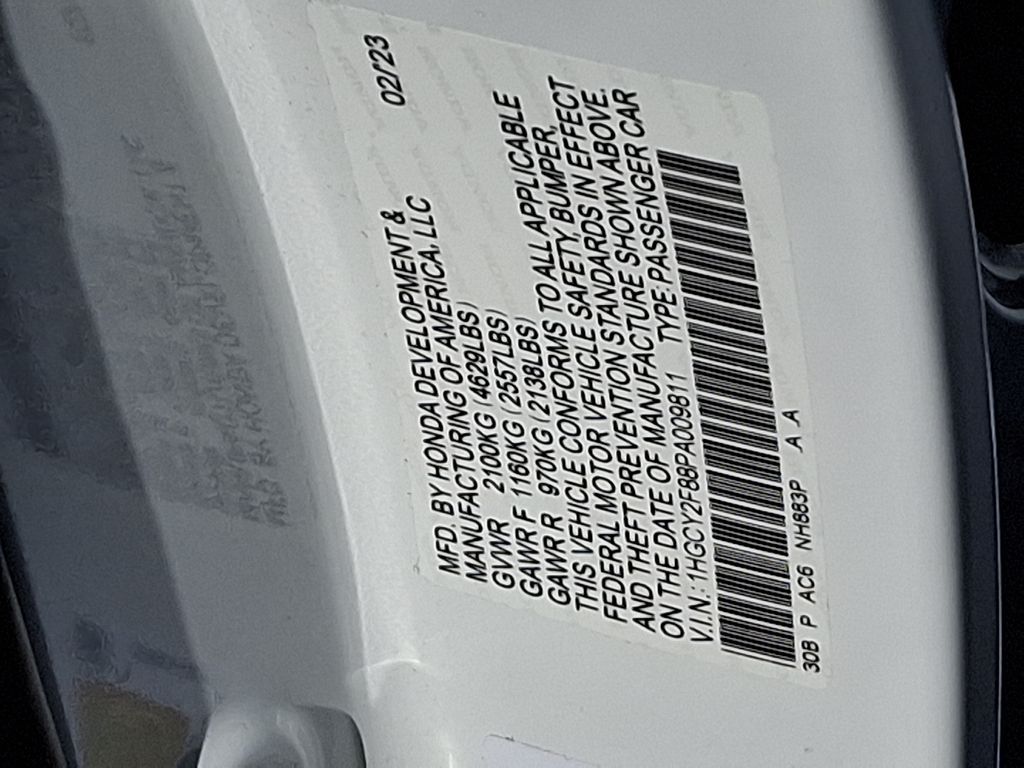 02/'23
MFD. BY HONDA DEVELOPMENT &
MANUFACTURING OF AMERICA, LLC
GVWR 2100KG 4629LBS)
GAWR F 1160KG (2557LBS)
GAWR R 970KG (2138LBS)
THIS VEHICLE CONFORMS TO ALL APPLICABLE
FEDERAL MOTOR VEHICLE SAFETY, BUMPER,
AND THEFT PREVENTION STANDARDS IN EFFECT
ON THE DATE OF MANUFACTURE SHOWN ABOVE.
V.I.N.: 1HGCY2F88PA009811 TYPE: PASSENGER CAR
30B P AC6 NH883P A A